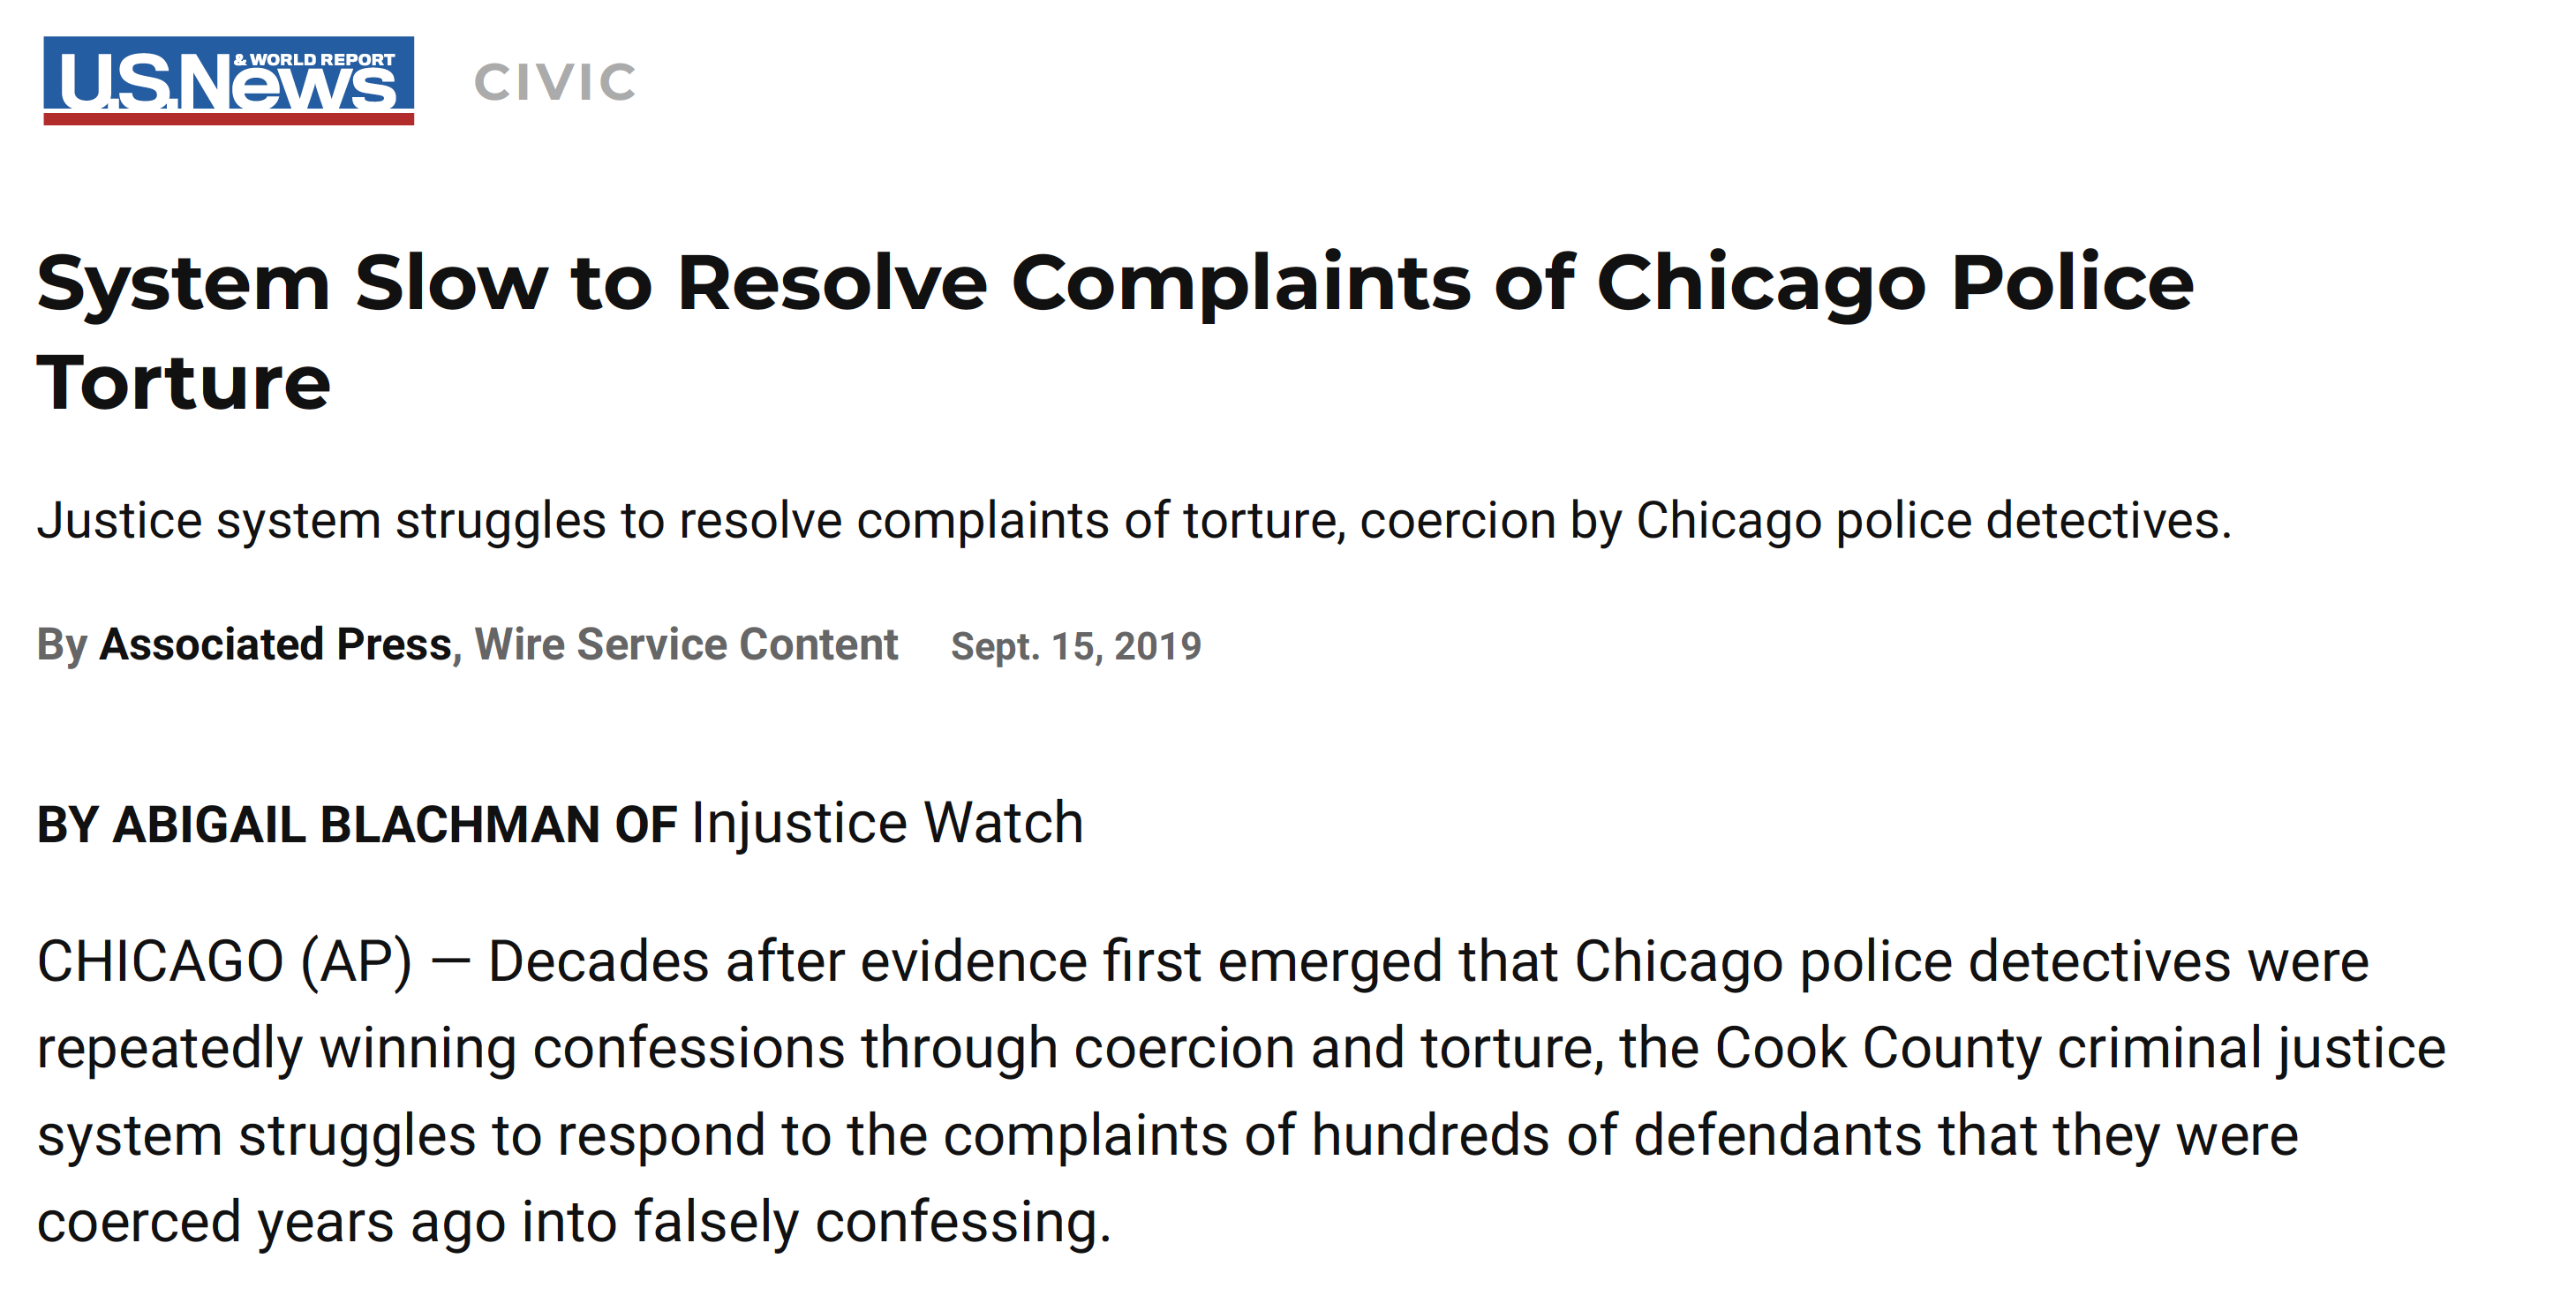 U.S.News & WORLD REPORT CIVIC
System Slow to Resolve Complaints of Chicago Police
Torture
Justice system struggles to resolve complaints of torture, coercion by Chicago police detectives.
By Associated Press, Wire Service Content Sept. 15, 2019
BY ABIGAIL BLACHMAN OF Injustice Watch
CHICAGO (AP) — Decades after evidence first emerged that Chicago police detectives were
repeatedly winning confessions through coercion and torture, the Cook County criminal justice
system struggles to respond to the complaints of hundreds of defendants that they were
coerced years ago into falsely confessing.